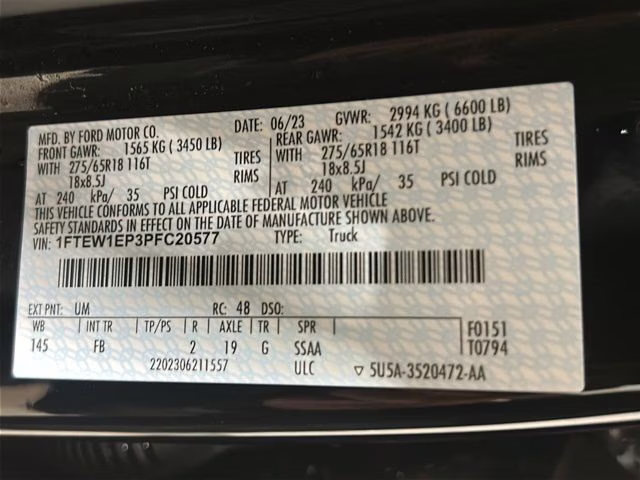 MFD. BY FORD MOTOR CO.
DATE: 06/23
GVWR: 2994 KG ( 6600 LB)
FRONT GAWR: 1565 KG ( 3450 LB)
REAR GAWR: 1542 KG ( 3400 LB)
WITH 275/65R18 116T TIRES
WITH 275/65R18 116T TIRES
18x8.5J RIMS
18x8.5J RIMS
AT 240 kPa/ 35 PSI COLD
AT 240 kPa/ 35 PSI COLD
THIS VEHICLE CONFORMS TO ALL APPLICABLE FEDERAL MOTOR VEHICLE
SAFETY STANDARDS IN EFFECT ON THE DATE OF MANUFACTURE SHOWN ABOVE.
VIN: 1FTEW1EP3PFC20577 TYPE: Truck
EXT PNT: UM RC: 48 DSO:
WB INT TR TP/PS R AXLE TR SPR
F0151
145 FB 2 19 G SSAA
T0794
2202306211557 ULC ▽ 5U5A-3520472-AA